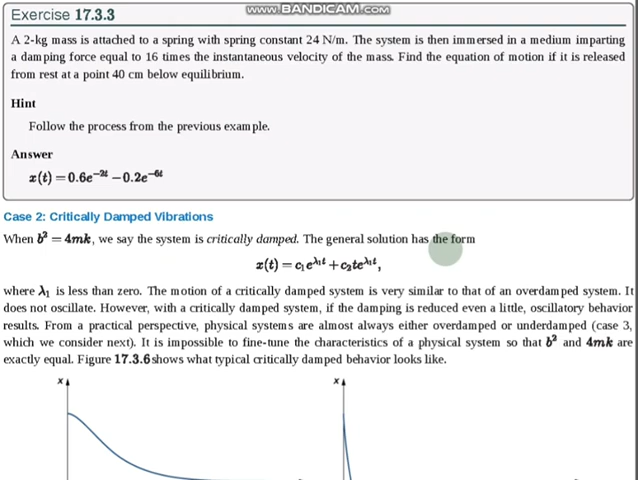 www.BANDICAM.COM
Exercise 17.3.3
A 2-kg mass is attached to a spring with spring constant 24 N/m. The system is then immersed in a medium imparting
a damping force equal to 16 times the instantaneous velocity of the mass. Find the equation of motion if it is released
from rest at a point 40 cm below equilibrium.
Hint
Follow the process from the previous example.
Answer
x(t) = 0.6e^{-2t} - 0.2e^{-6t}
Case 2: Critically Damped Vibrations
When b² = 4mk, we say the system is critically damped. The general solution has the form
x(t) = c₁e^{λ₁t} + c₂te^{λ₁t},
where λ₁ is less than zero. The motion of a critically damped system is very similar to that of an overdamped system. It
does not oscillate. However, with a critically damped system, if the damping is reduced even a little, oscillatory behavior
results. From a practical perspective, physical systems are almost always either overdamped or underdamped (case 3,
which we consider next). It is impossible to fine-tune the characteristics of a physical system so that b² and 4mk are
exactly equal. Figure 17.3.6 shows what typical critically damped behavior looks like.
x x